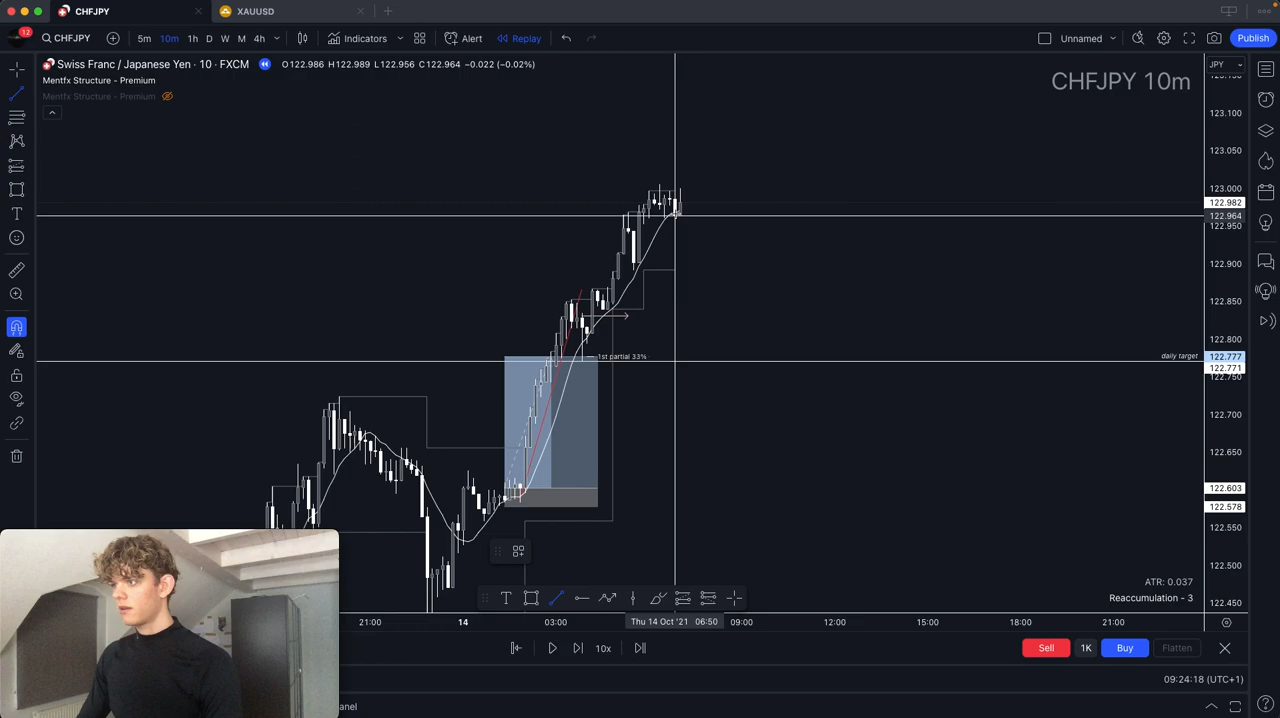 CHFJPY
XAUUSD
12
CHFJPY
5m 10m 1h D W M 4h
Indicators
Alert
Replay
Unnamed
Publish
Swiss Franc / Japanese Yen · 10 · FXCM
O122.986 H122.989 L122.956 C122.964 -0.022 (-0.02%)
JPY
Mentfx Structure - Premium
CHFJPY 10m
Mentfx Structure - Premium
123.100
123.050
123.000
122.982
122.964
122.950
122.900
122.850
122.800
1st partial 33%
daily target
122.777
122.771
122.750
122.700
122.650
122.603
122.578
122.550
122.500
ATR: 0.037
Reaccumulation - 3
122.450
21:00
14
03:00
Thu 14 Oct '21 06:50
09:00
12:00
15:00
18:00
21:00
10x
Sell
1K
Buy
Flatten
09:24:18 (UTC+1)